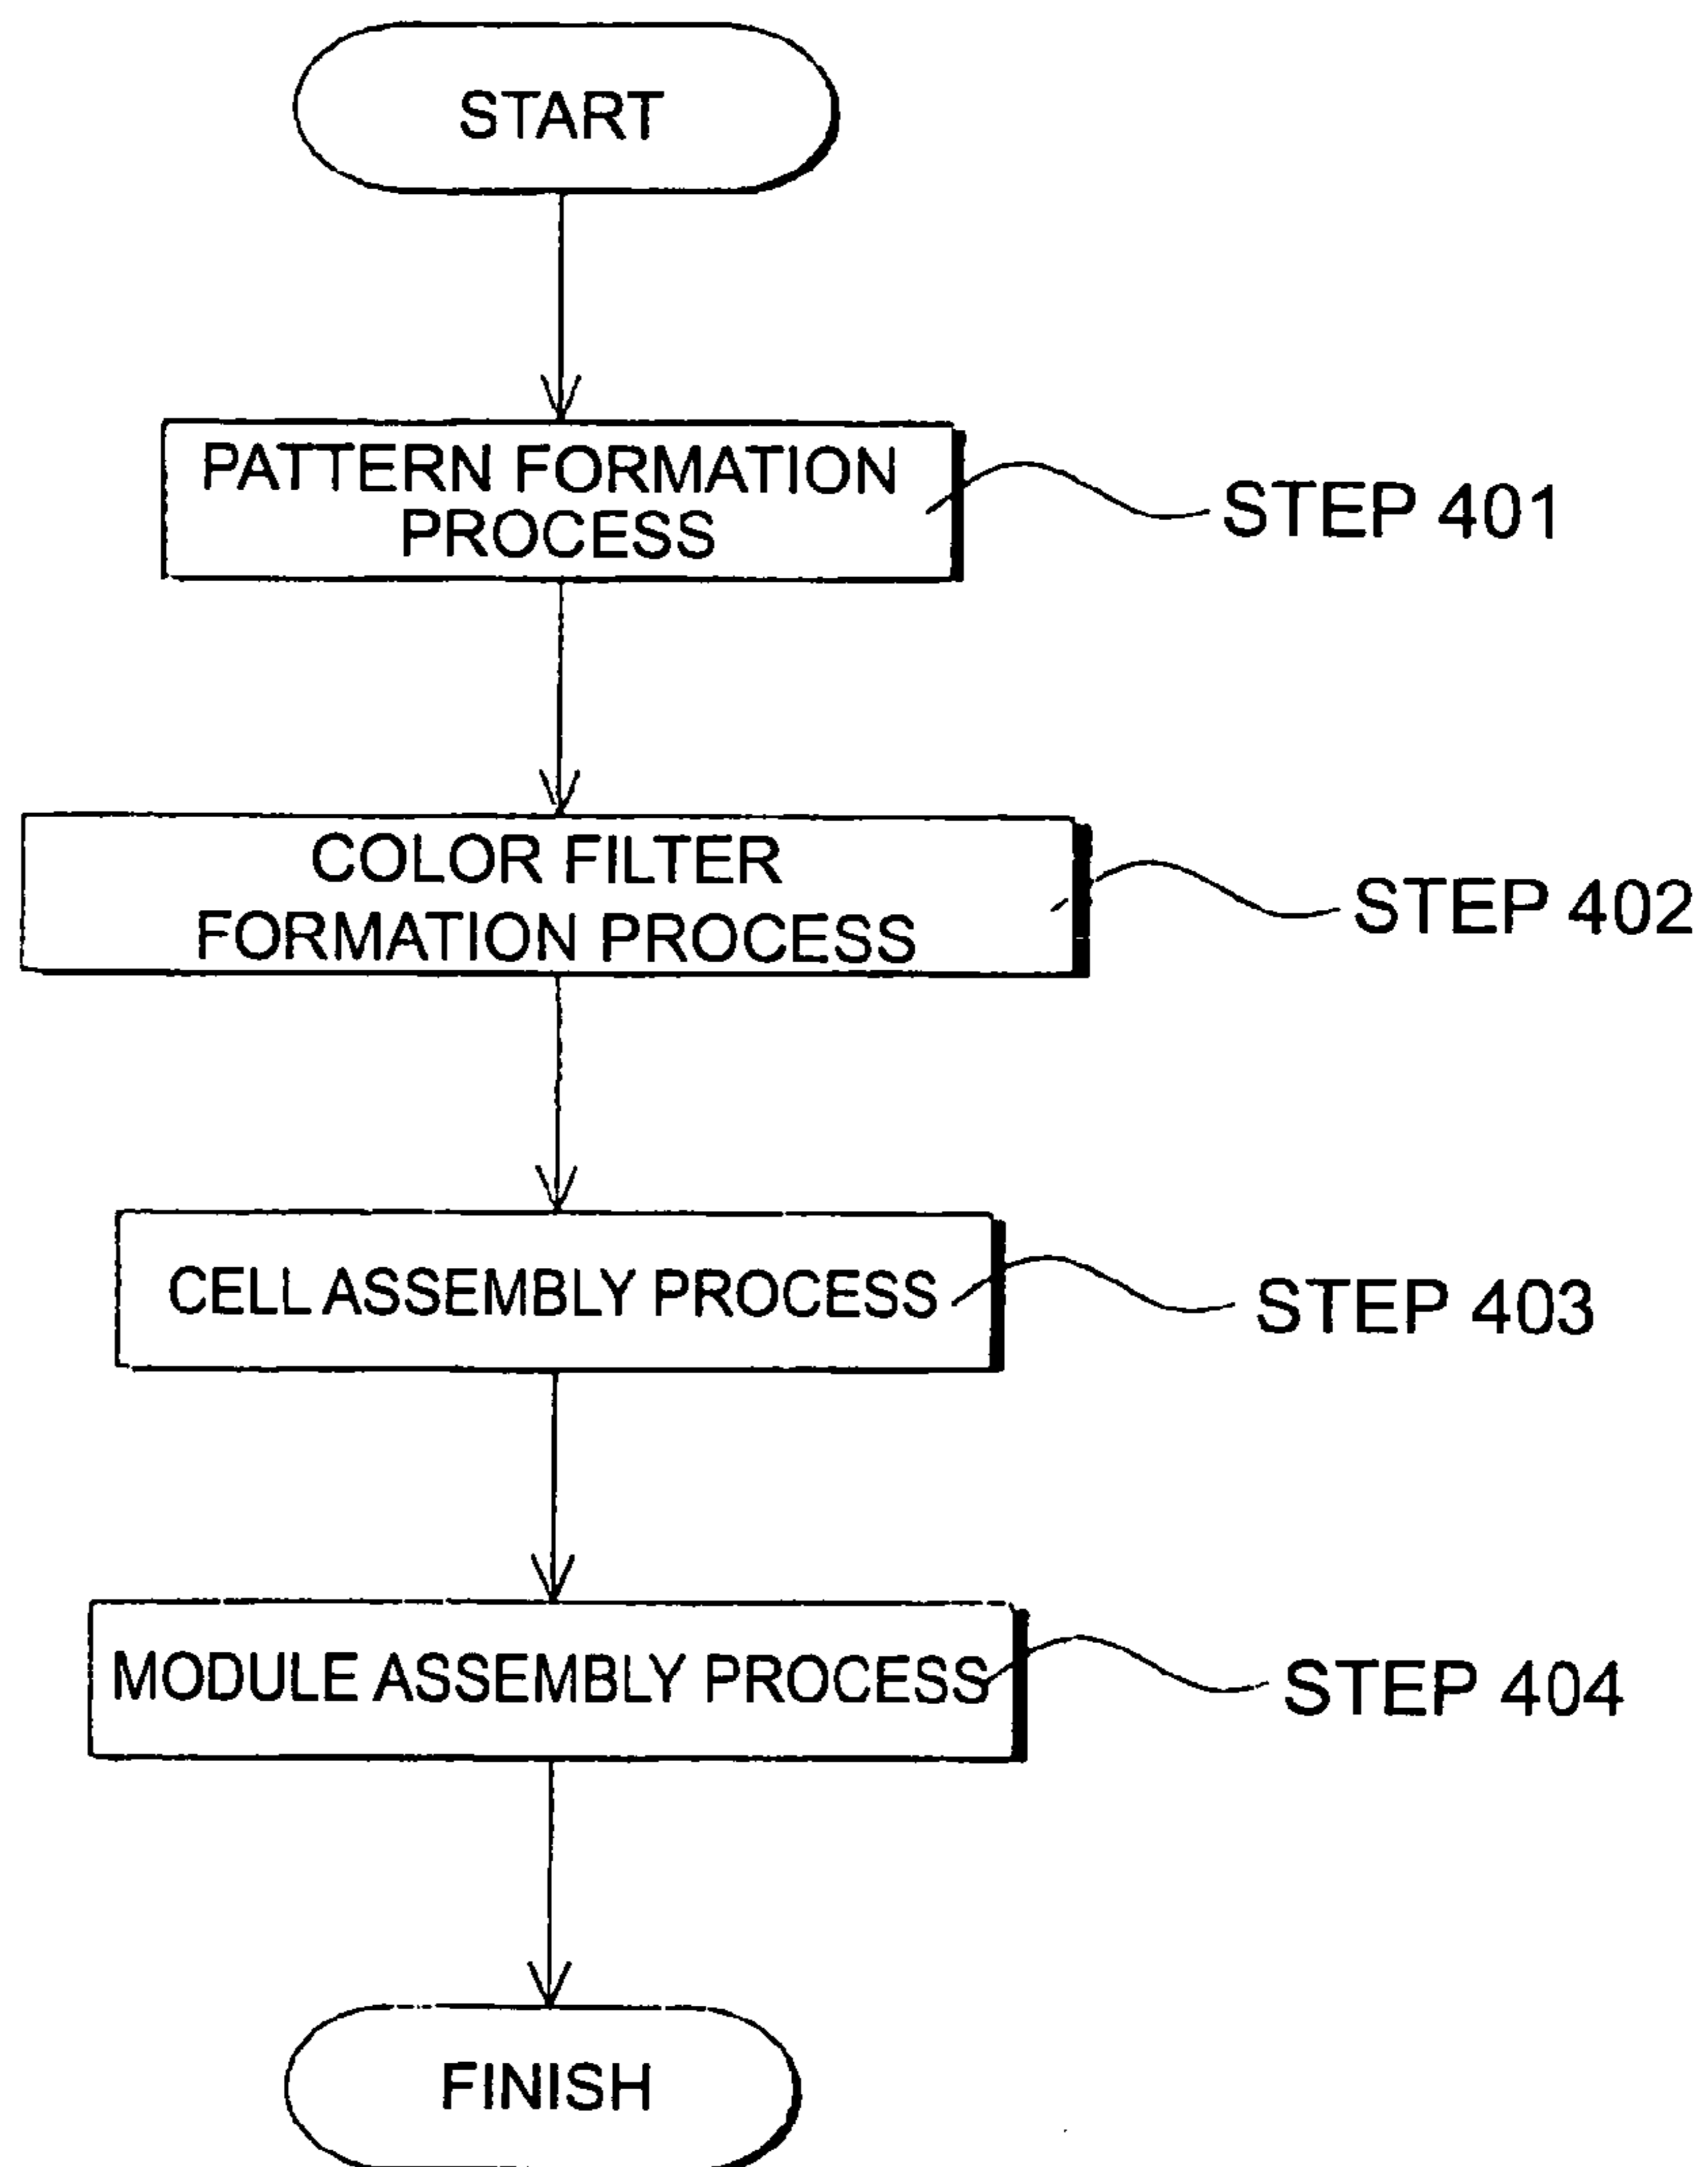 START
PATTERN FORMATION
PROCESS
STEP 401
COLOR FILTER
FORMATION PROCESS
STEP 402
CELL ASSEMBLY PROCESS
STEP 403
MODULE ASSEMBLY PROCESS
STEP 404
FINISH